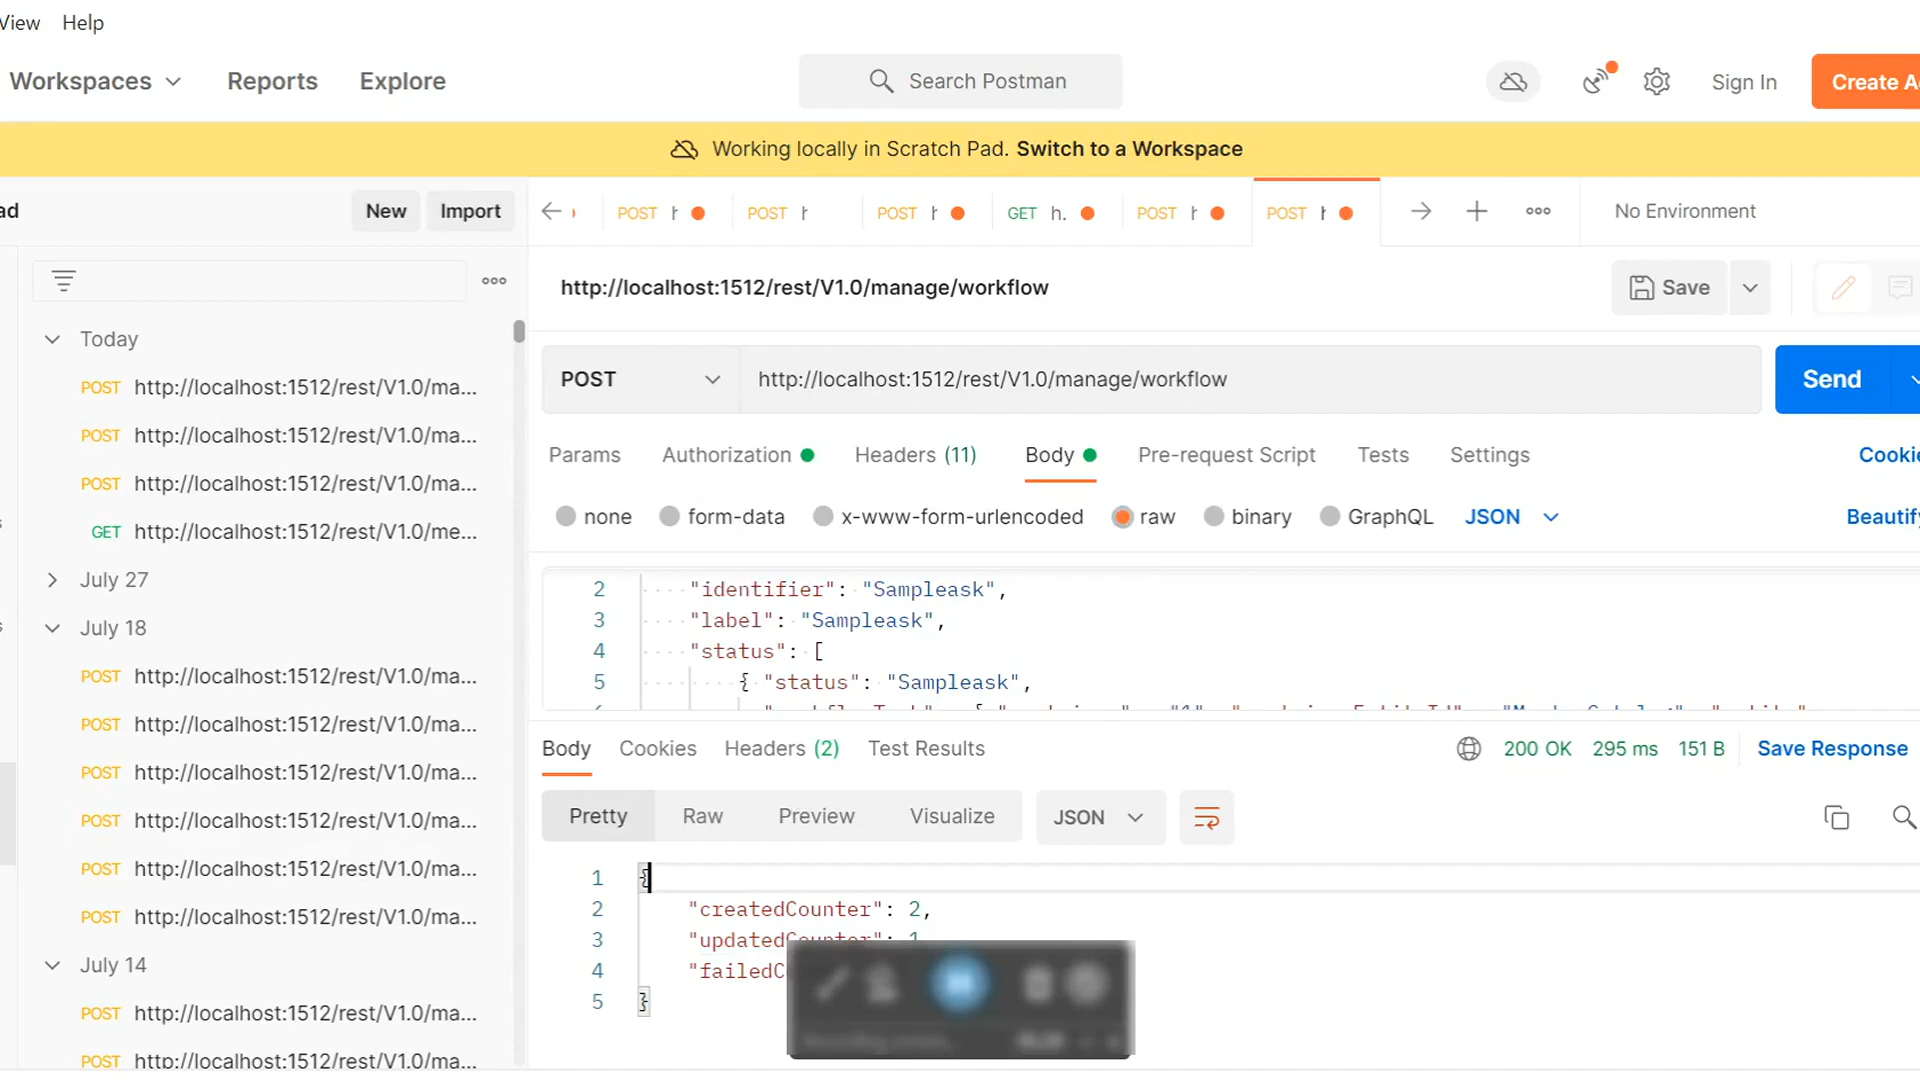 View Help
Workspaces Reports Explore Search Postman Sign In Create A
Working locally in Scratch Pad. Switch to a Workspace
ad New Import POST POST POST GET h. POST POST No Environment
http://localhost:1512/rest/V1.0/manage/workflow Save
Today
POST http://localhost:1512/rest/V1.0/manage/workflow Send
POST http://localhost:1512/rest/V1.0/ma...
POST http://localhost:1512/rest/V1.0/ma...
Params Authorization Headers (11) Body Pre-request Script Tests Settings Cookie
POST http://localhost:1512/rest/V1.0/ma...
none form-data x-www-form-urlencoded raw binary GraphQL JSON Beautify
GET http://localhost:1512/rest/V1.0/me...
July 27
2 "identifier": "Sampleask",
3 "label": "Sampleask",
July 18
4 "status": [
POST http://localhost:1512/rest/V1.0/ma...
5 { "status": "Sampleask",
POST http://localhost:1512/rest/V1.0/ma...
Body Cookies Headers (2) Test Results 200 OK 295 ms 151 B Save Response
POST http://localhost:1512/rest/V1.0/ma...
POST http://localhost:1512/rest/V1.0/ma...
Pretty Raw Preview Visualize JSON
POST http://localhost:1512/rest/V1.0/ma...
1 {
POST http://localhost:1512/rest/V1.0/ma...
2 "createdCounter": 2,
3 "updatedCounter": 1
July 14
4 "failedC
5 }
POST http://localhost:1512/rest/V1.0/ma...
POST http://localhost:1512/rest/V1.0/ma...